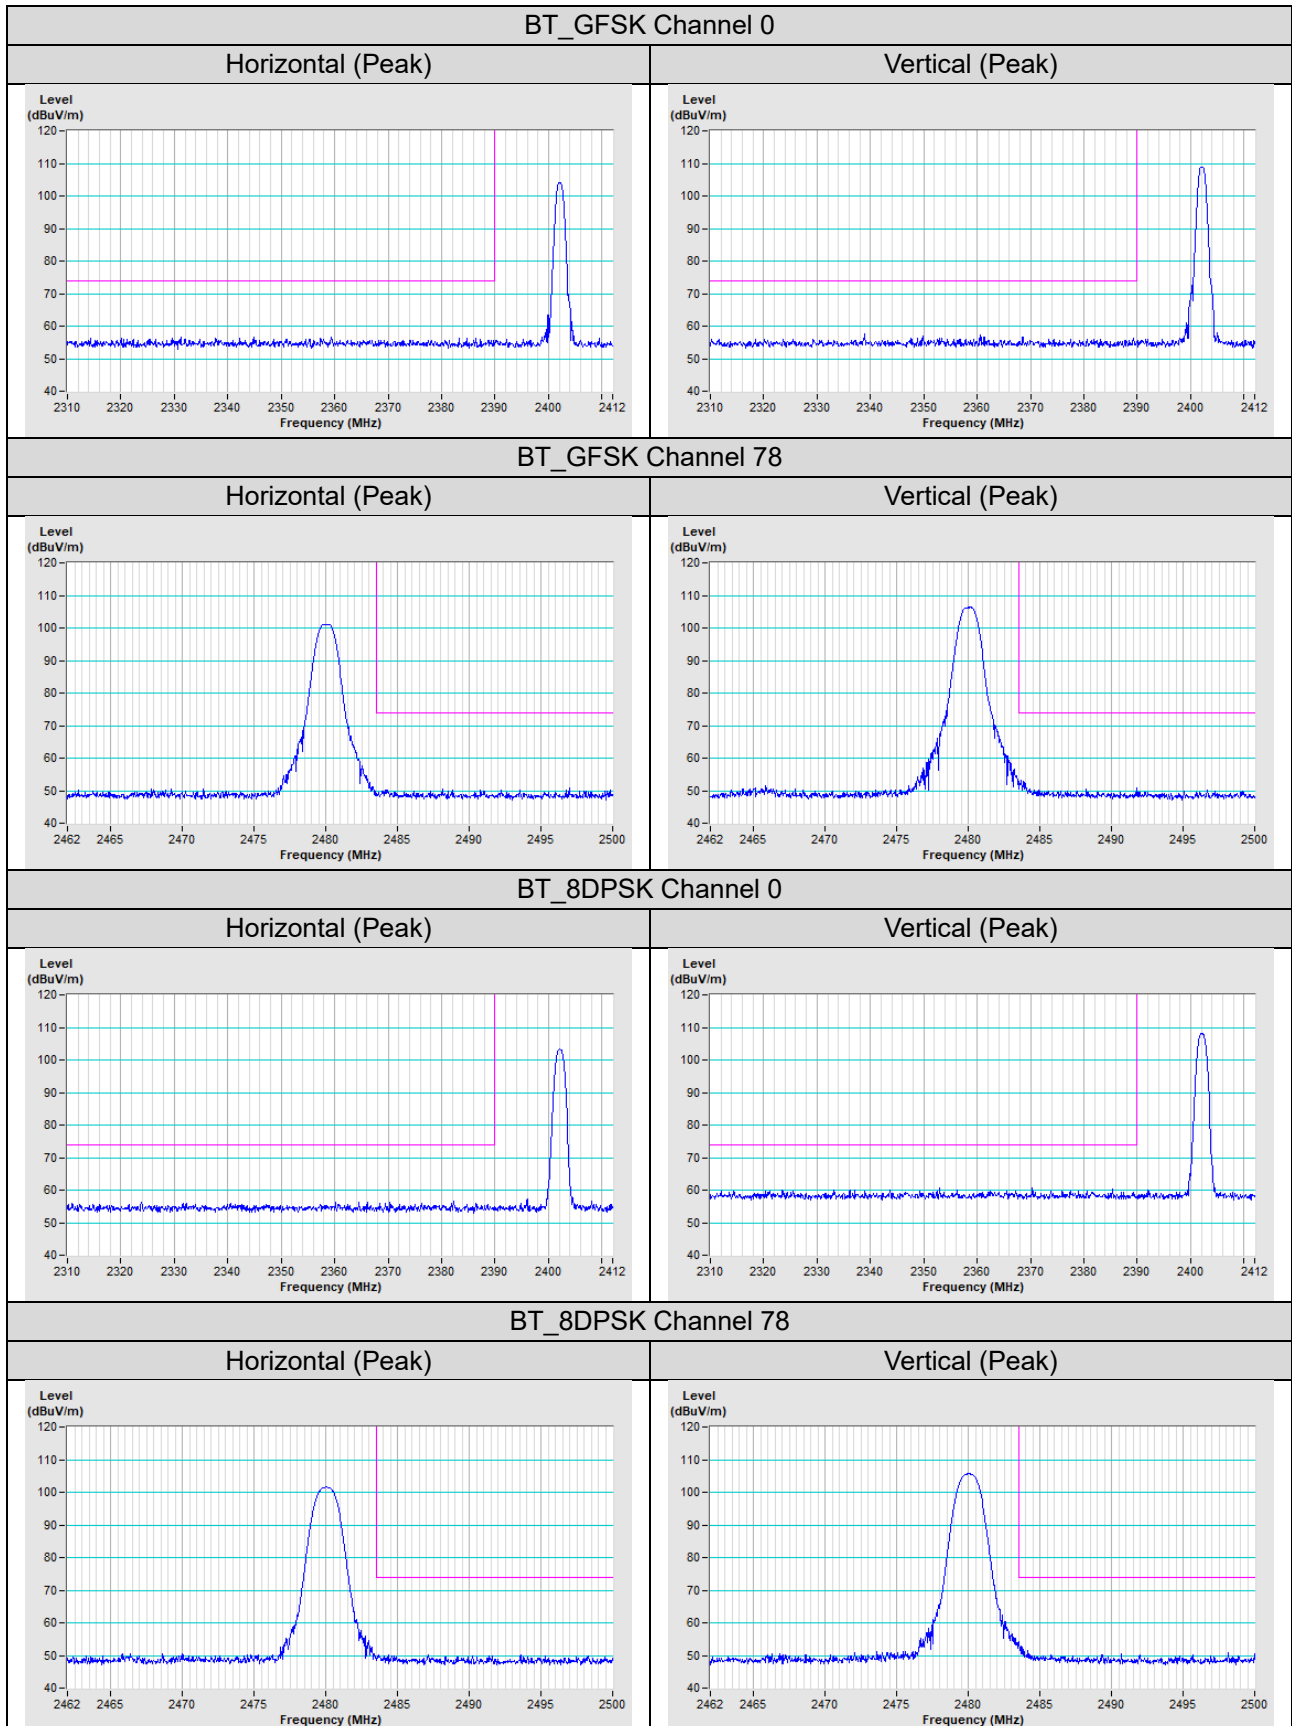 BT_GFSK Channel 0
Horizontal (Peak)
Vertical (Peak)
Level
(dBuV/m)
120
110
100
90
80
70
60
50
40
2310 2320 2330 2340 2350 2360 2370 2380 2390 2400 2412
Frequency (MHz)
Level
(dBuV/m)
120
110
100
90
80
70
60
50
40
2310 2320 2330 2340 2350 2360 2370 2380 2390 2400 2412
Frequency (MHz)
BT_GFSK Channel 78
Horizontal (Peak)
Vertical (Peak)
Level
(dBuV/m)
120
110
100
90
80
70
60
50
40
2462 2465 2470 2475 2480 2485 2490 2495 2500
Frequency (MHz)
Level
(dBuV/m)
120
110
100
90
80
70
60
50
40
2462 2465 2470 2475 2480 2485 2490 2495 2500
Frequency (MHz)
BT_8DPSK Channel 0
Horizontal (Peak)
Vertical (Peak)
Level
(dBuV/m)
120
110
100
90
80
70
60
50
40
2310 2320 2330 2340 2350 2360 2370 2380 2390 2400 2412
Frequency (MHz)
Level
(dBuV/m)
120
110
100
90
80
70
60
50
40
2310 2320 2330 2340 2350 2360 2370 2380 2390 2400 2412
Frequency (MHz)
BT_8DPSK Channel 78
Horizontal (Peak)
Vertical (Peak)
Level
(dBuV/m)
120
110
100
90
80
70
60
50
40
2462 2465 2470 2475 2480 2485 2490 2495 2500
Frequency (MHz)
Level
(dBuV/m)
120
110
100
90
80
70
60
50
40
2462 2465 2470 2475 2480 2485 2490 2495 2500
Frequency (MHz)